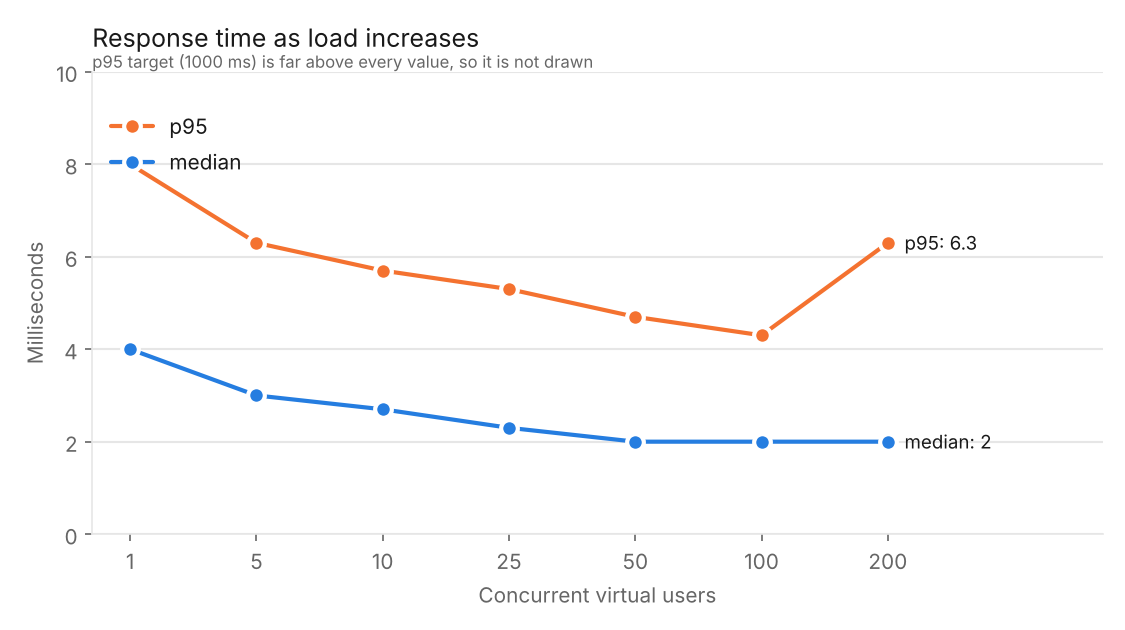 Response time as load increases
p95 target (1000 ms) is far above every value, so it is not drawn
10
p95
8
median
6
p95: 6.3
4
2
median: 2
0
Milliseconds
1 5 10 25 50 100 200
Concurrent virtual users